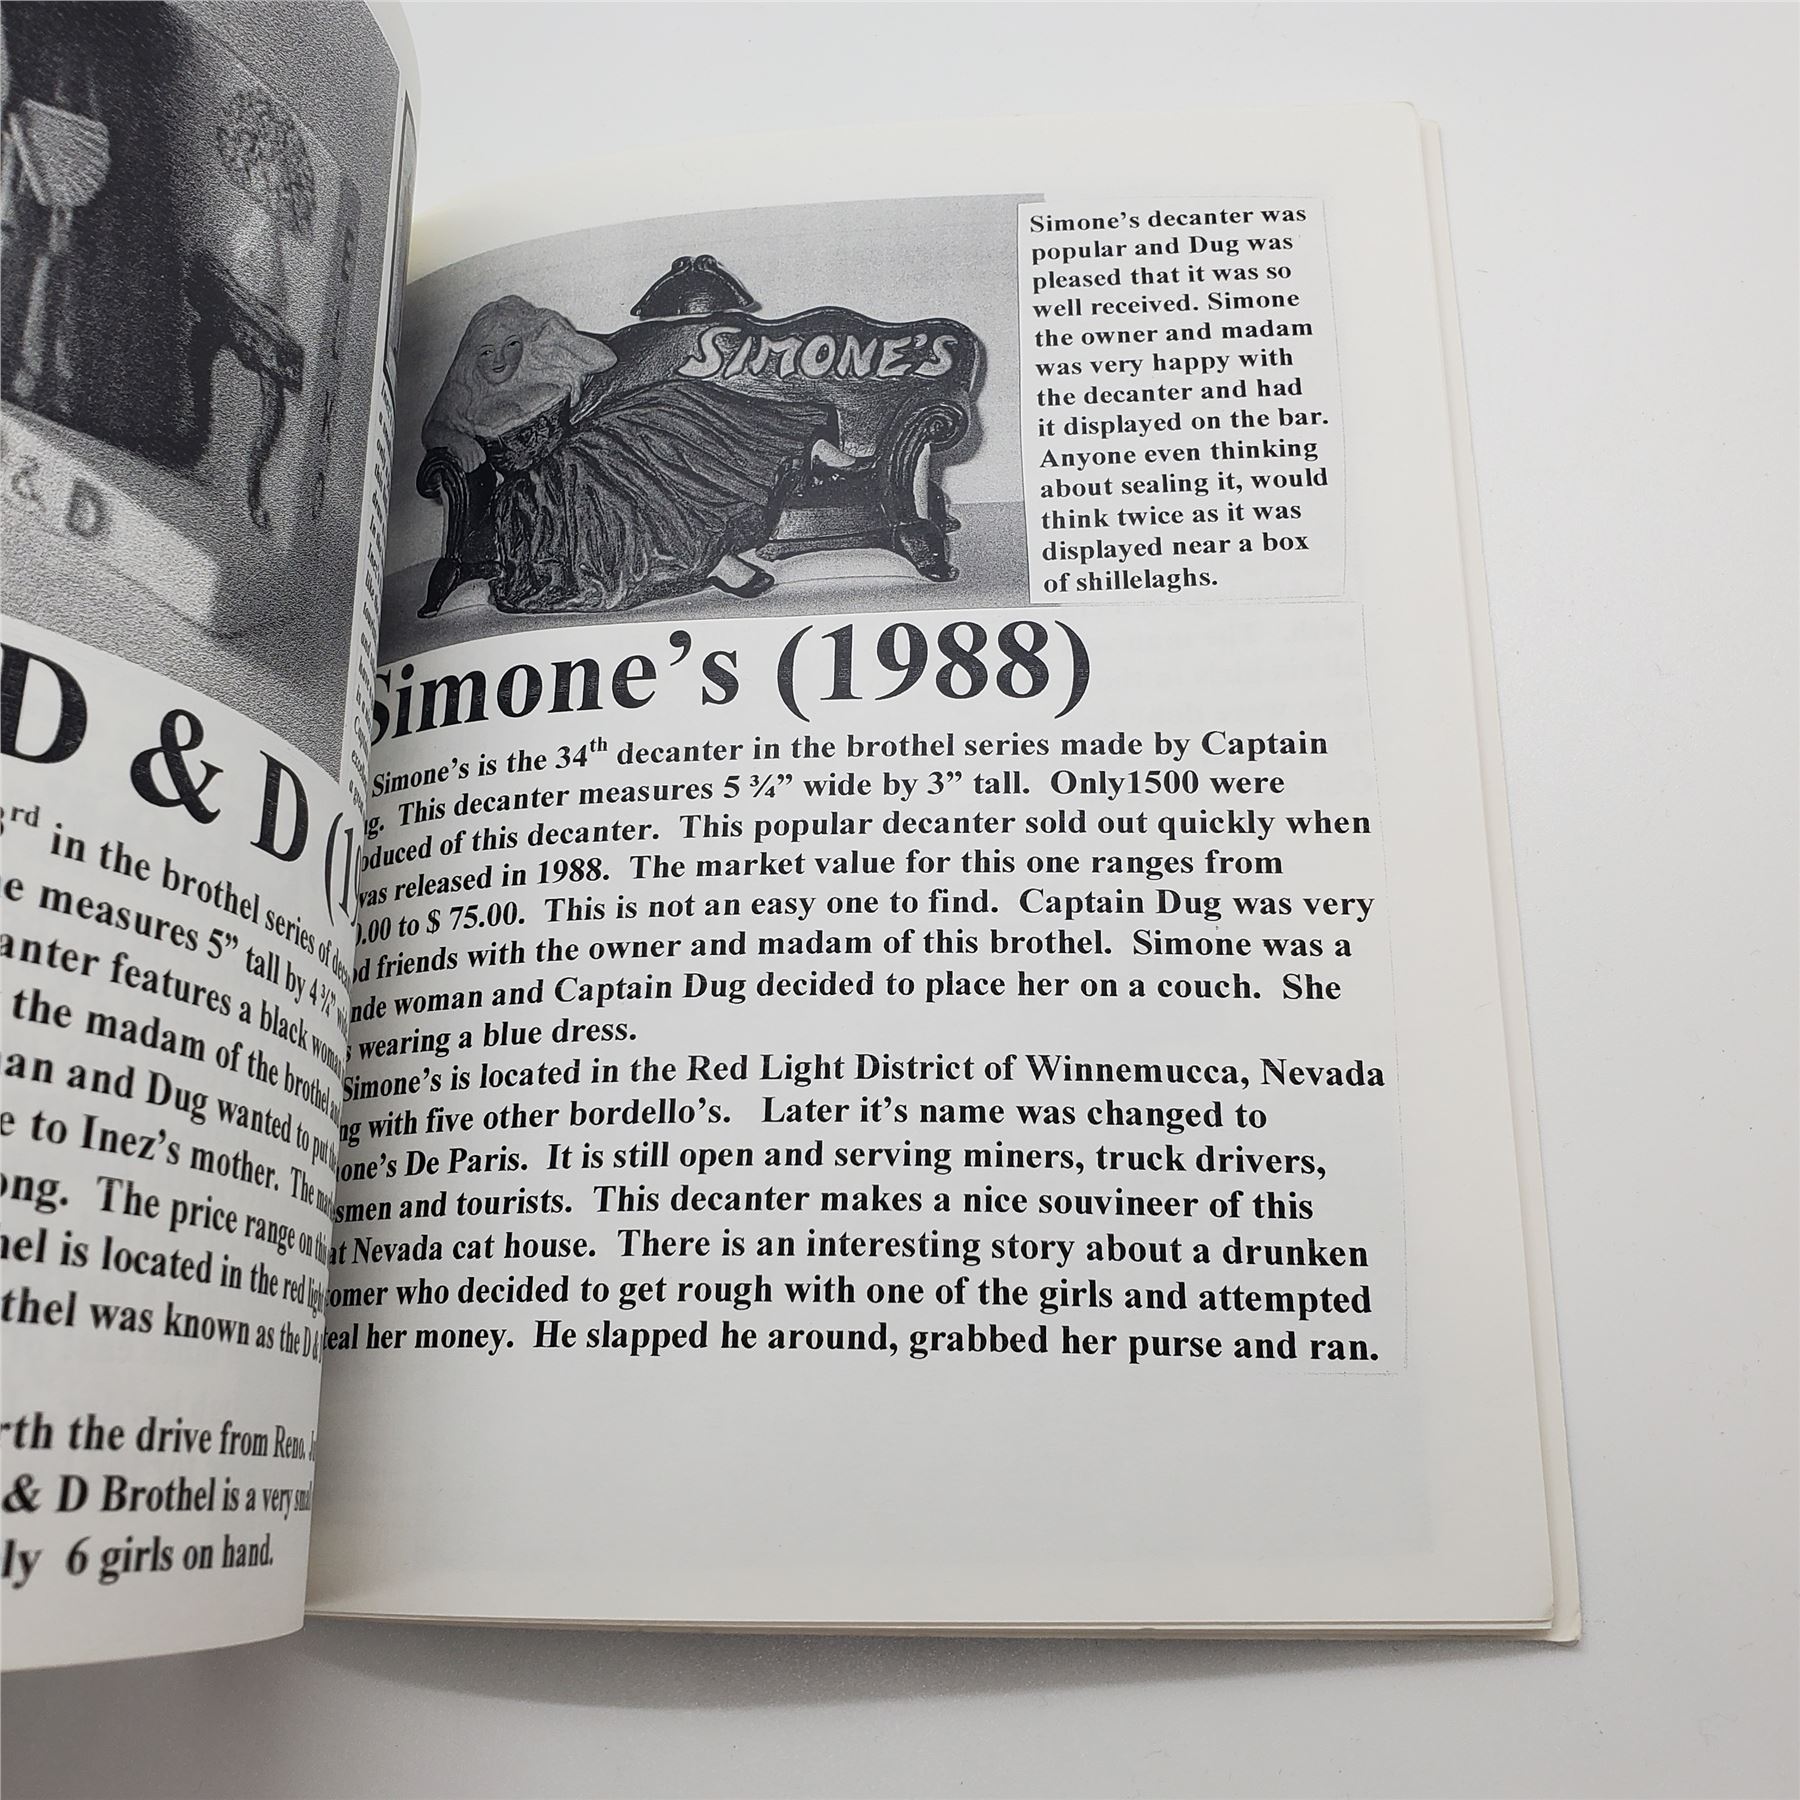 & D
D & D (1
rd in the brothel series of
measures 5” tall by 4 ¾”
features a black woman
the madam of the brothel
and Dug wanted to put
to Inez’s mother. The
The price range on
is located in the red
was known as the D &
the drive from Reno.
& D Brothel is a very
6 girls on hand.
SIMONE'S
Simone’s decanter was
popular and Dug was
pleased that it was so
well received. Simone
the owner and madam
was very happy with
the decanter and had
it displayed on the bar.
Anyone even thinking
about sealing it, would
think twice as it was
displayed near a box
of shillelaghs.
Simone’s (1988)
Simone’s is the 34th decanter in the brothel series made by Captain
This decanter measures 5 ¾” wide by 3” tall. Only1500 were
of this decanter. This popular decanter sold out quickly when
released in 1988. The market value for this one ranges from
.00 to $ 75.00. This is not an easy one to find. Captain Dug was very
friends with the owner and madam of this brothel. Simone was a
woman and Captain Dug decided to place her on a couch. She
wearing a blue dress.
Simone’s is located in the Red Light District of Winnemucca, Nevada
with five other bordello’s. Later it’s name was changed to
De Paris. It is still open and serving miners, truck drivers,
and tourists. This decanter makes a nice souvineer of this
Nevada cat house. There is an interesting story about a drunken
who decided to get rough with one of the girls and attempted
her money. He slapped he around, grabbed her purse and ran.